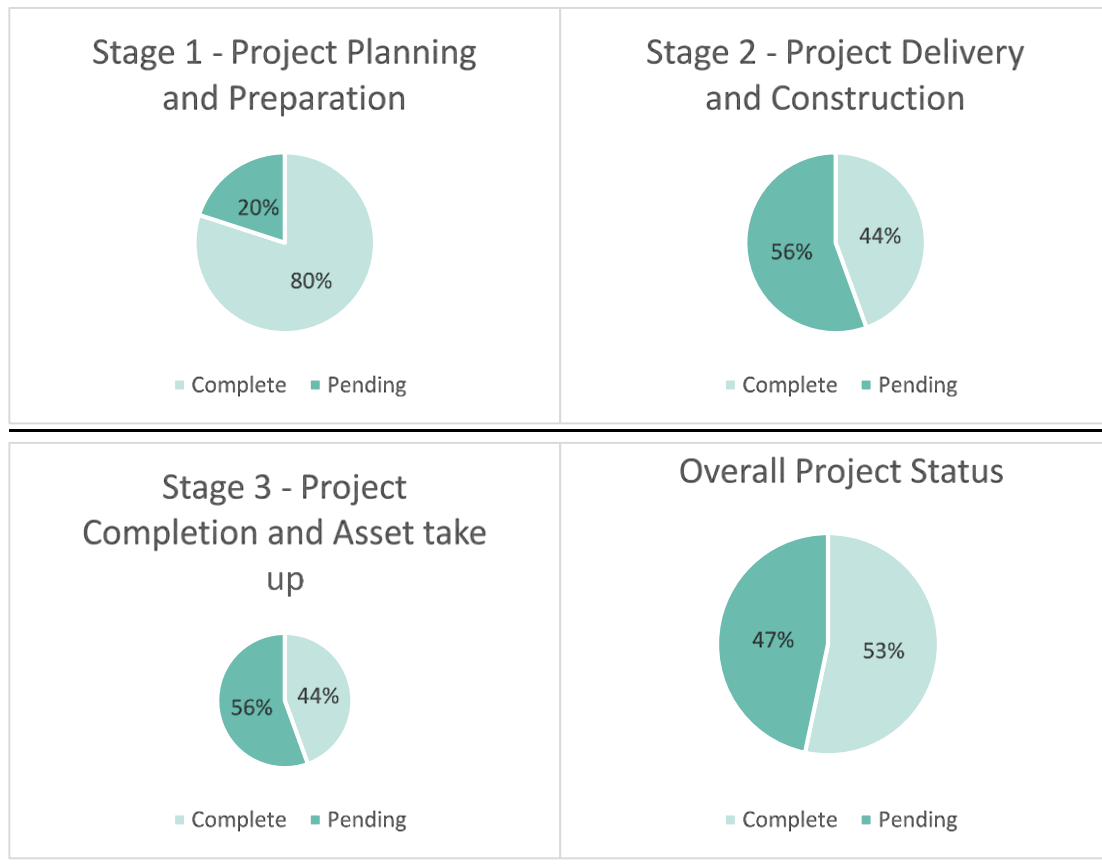 Stage 1 - Project Planning
and Preparation
20%
80%
Complete Pending
Stage 2 - Project Delivery
and Construction
44%
56%
Complete Pending
Stage 3 - Project
Completion and Asset take
up
44%
56%
Complete Pending
Overall Project Status
47%
53%
Complete Pending